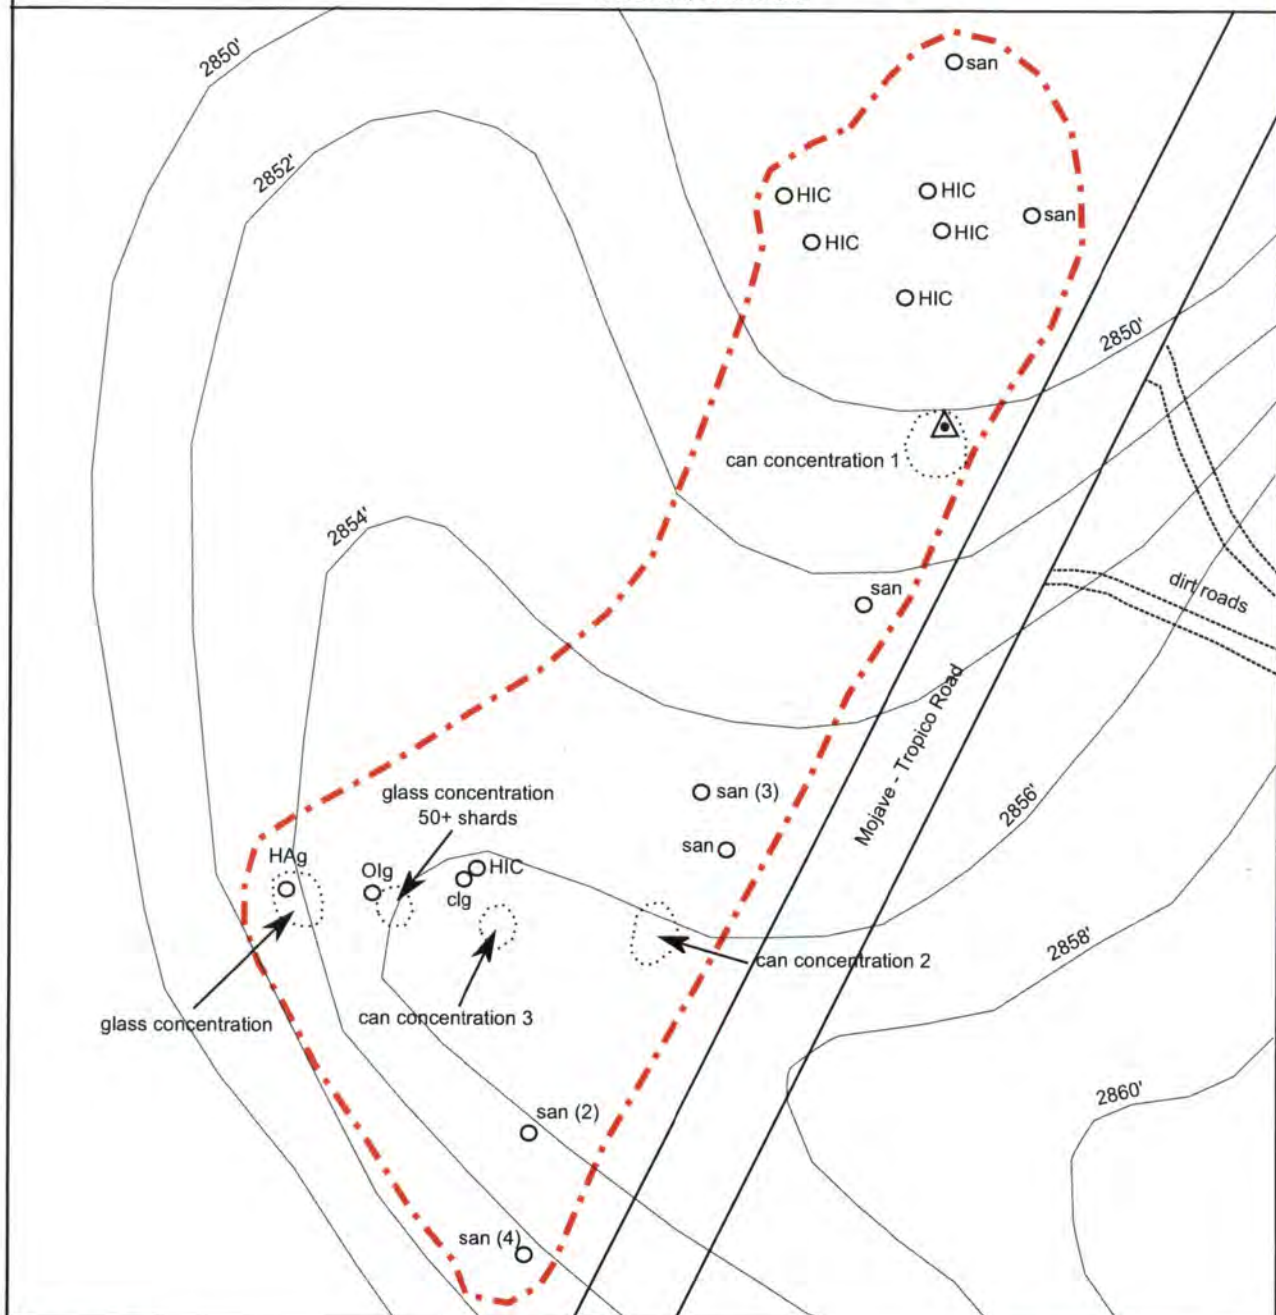 2850'
san
2852'
HIC
HIC
san
HIC
HIC
HIC
2850'
can concentration 1
2854'
san
dirt roads
Mojave - Tropico Road
san (3)
glass concentration
50+ shards
2856'
san
HAg
Olg
HIC
clg
2858'
can concentration 2
glass concentration
can concentration 3
2860'
san (2)
san (4)